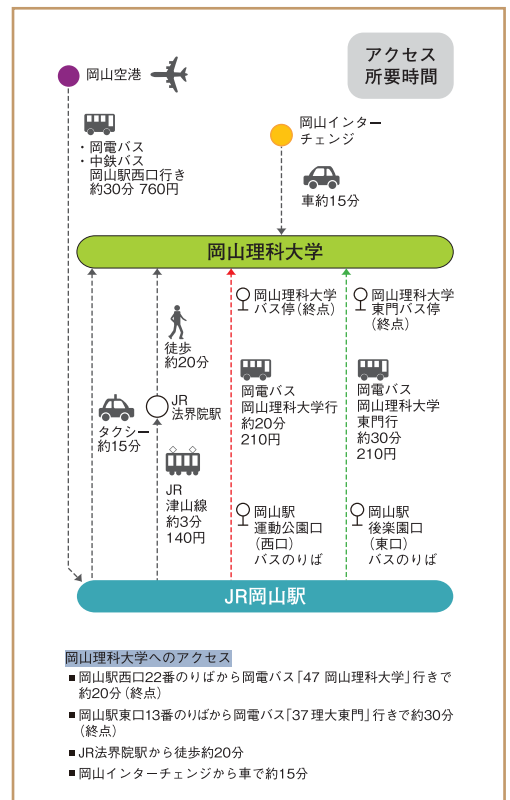 アクセス
所要時間
岡山空港
・岡電バス
・中鉄バス
岡山駅西口行き
約30分 760円
岡山インター
チェンジ
車約15分
岡山理科大学
徒歩
約20分
JR
法界院駅
タクシー
約15分
JR
津山線
約3分
140円
岡山理科大学
バス停(終点)
岡電バス
岡山理科大学行
約20分
210円
岡山駅
運動公園口
(西口)
バスのりば
岡山理科大学
東門バス停
(終点)
岡電バス
岡山理科大学
東門行
約30分
210円
岡山駅
後楽園口
(東口)
バスのりば
JR岡山駅
岡山理科大学へのアクセス
■岡山駅西口22番のりばから岡電バス「47 岡山理科大学」行きで
約20分(終点)
■岡山駅東口13番のりばから岡電バス「37 理大東門」行きで約30分
(終点)
■JR法界院駅から徒歩約20分
■岡山インターチェンジから車で約15分